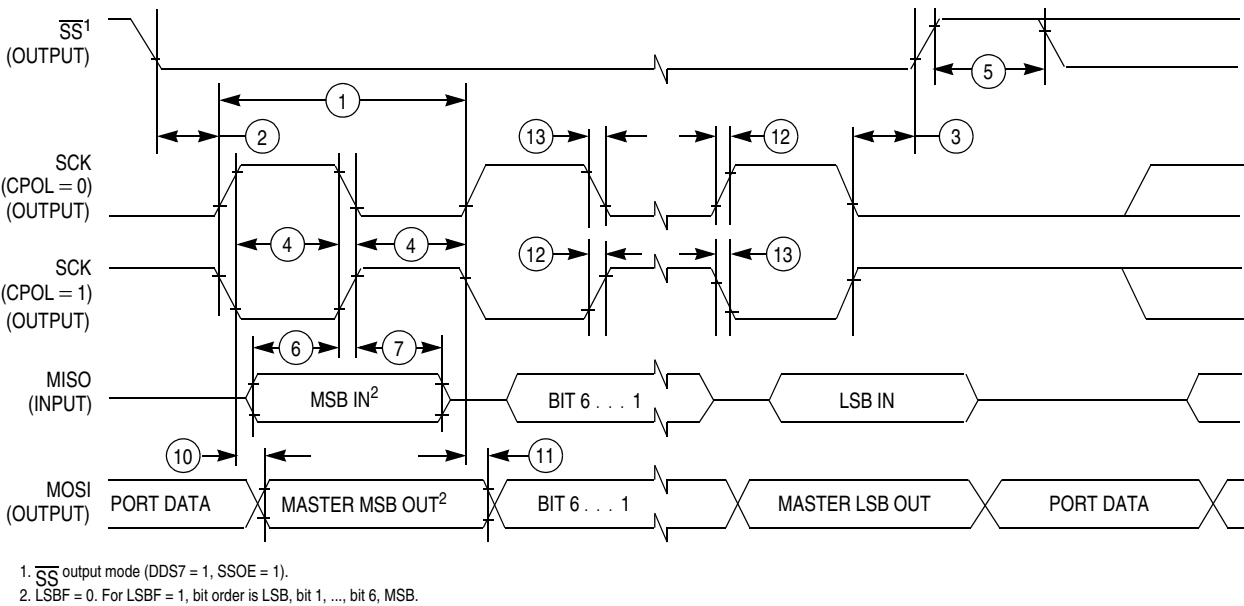 SS1
(OUTPUT)
5
1
2
13
12
3
SCK
(CPOL = 0)
(OUTPUT)
4
4
12
13
SCK
(CPOL = 1)
(OUTPUT)
6
7
MISO
(INPUT)
MSB IN2
BIT 6 . . . 1
LSB IN
10
11
MOSI
(OUTPUT)
PORT DATA
MASTER MSB OUT2
BIT 6 . . . 1
MASTER LSB OUT
PORT DATA
1. SS output mode (DDS7 = 1, SSOE = 1).
2. LSBF = 0. For LSBF = 1, bit order is LSB, bit 1, ..., bit 6, MSB.